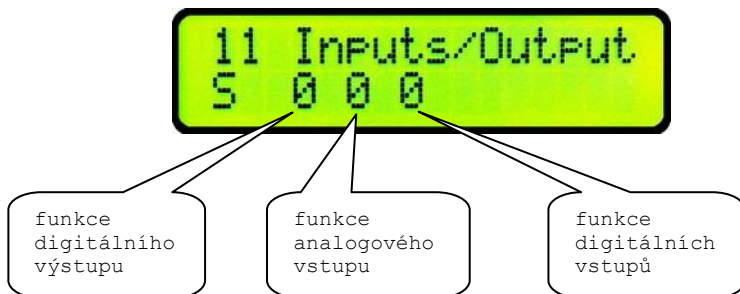 11 Inputs/Output
S 0 0 0
funkce
digitálního
výstupu
funkce
analogového
vstupu
funkce
digitálních
vstupů